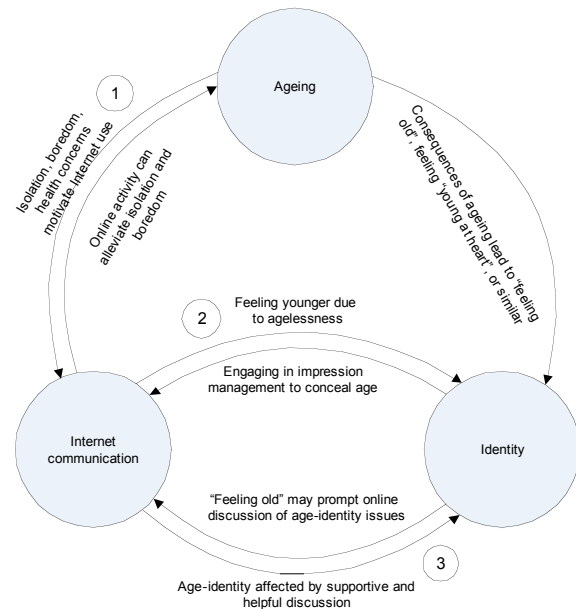 Ageing
1
Isolation, boredom,
health concerns
motivate Internet use
Online activity can
alleviate isolation and
boredom
Consequences of ageing lead to “feeling
old”, feeling “young at heart”, or similar
2
Feeling younger due
to agelessness
Engaging in impression
management to conceal age
Internet
communication
Identity
“Feeling old” may prompt online
discussion of age-identity issues
3
Age-identity affected by supportive and
helpful discussion